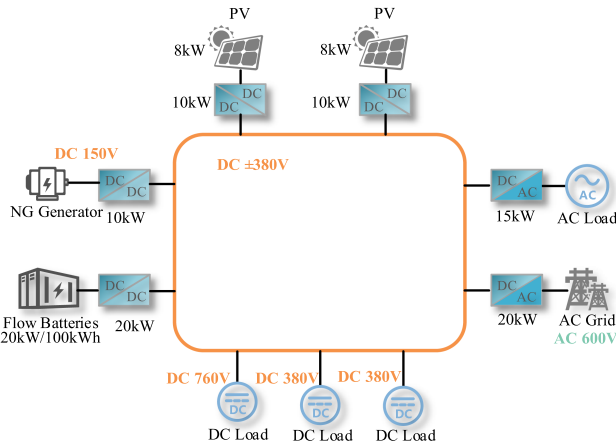 PV
PV
8kW
8kW
DC
DC
DC
DC
10kW
10kW
DC 150V
DC ±380V
DC
DC
DC
AC
AC
NG Generator
10kW
15kW
AC Load
DC
DC
DC
AC
Flow Batteries
20kW
20kW
AC Grid
20kW/100kWh
AC 600V
DC 760V
DC 380V
DC 380V
DC
DC
DC
DC Load
DC Load
DC Load